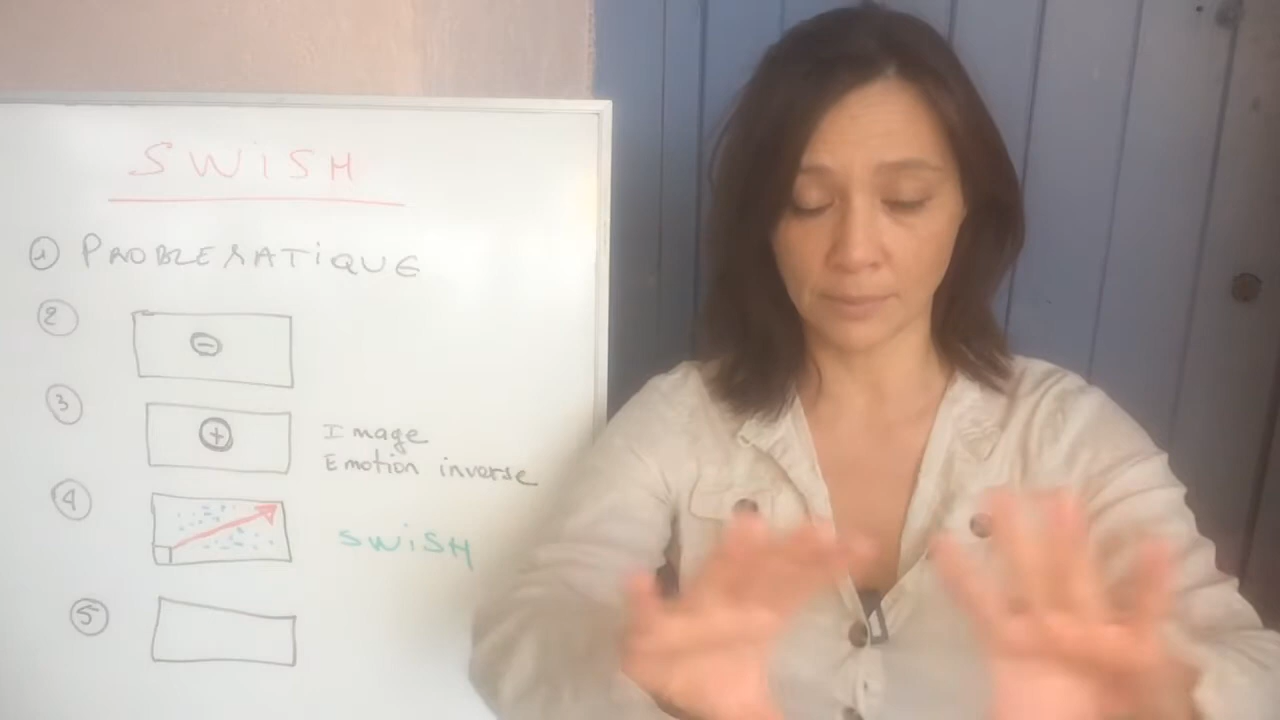 SWiSH
① PROBLEMATiQUE
②
⊖
③
⊕
Image
Emotion inverse
④
SWiSH
⑤